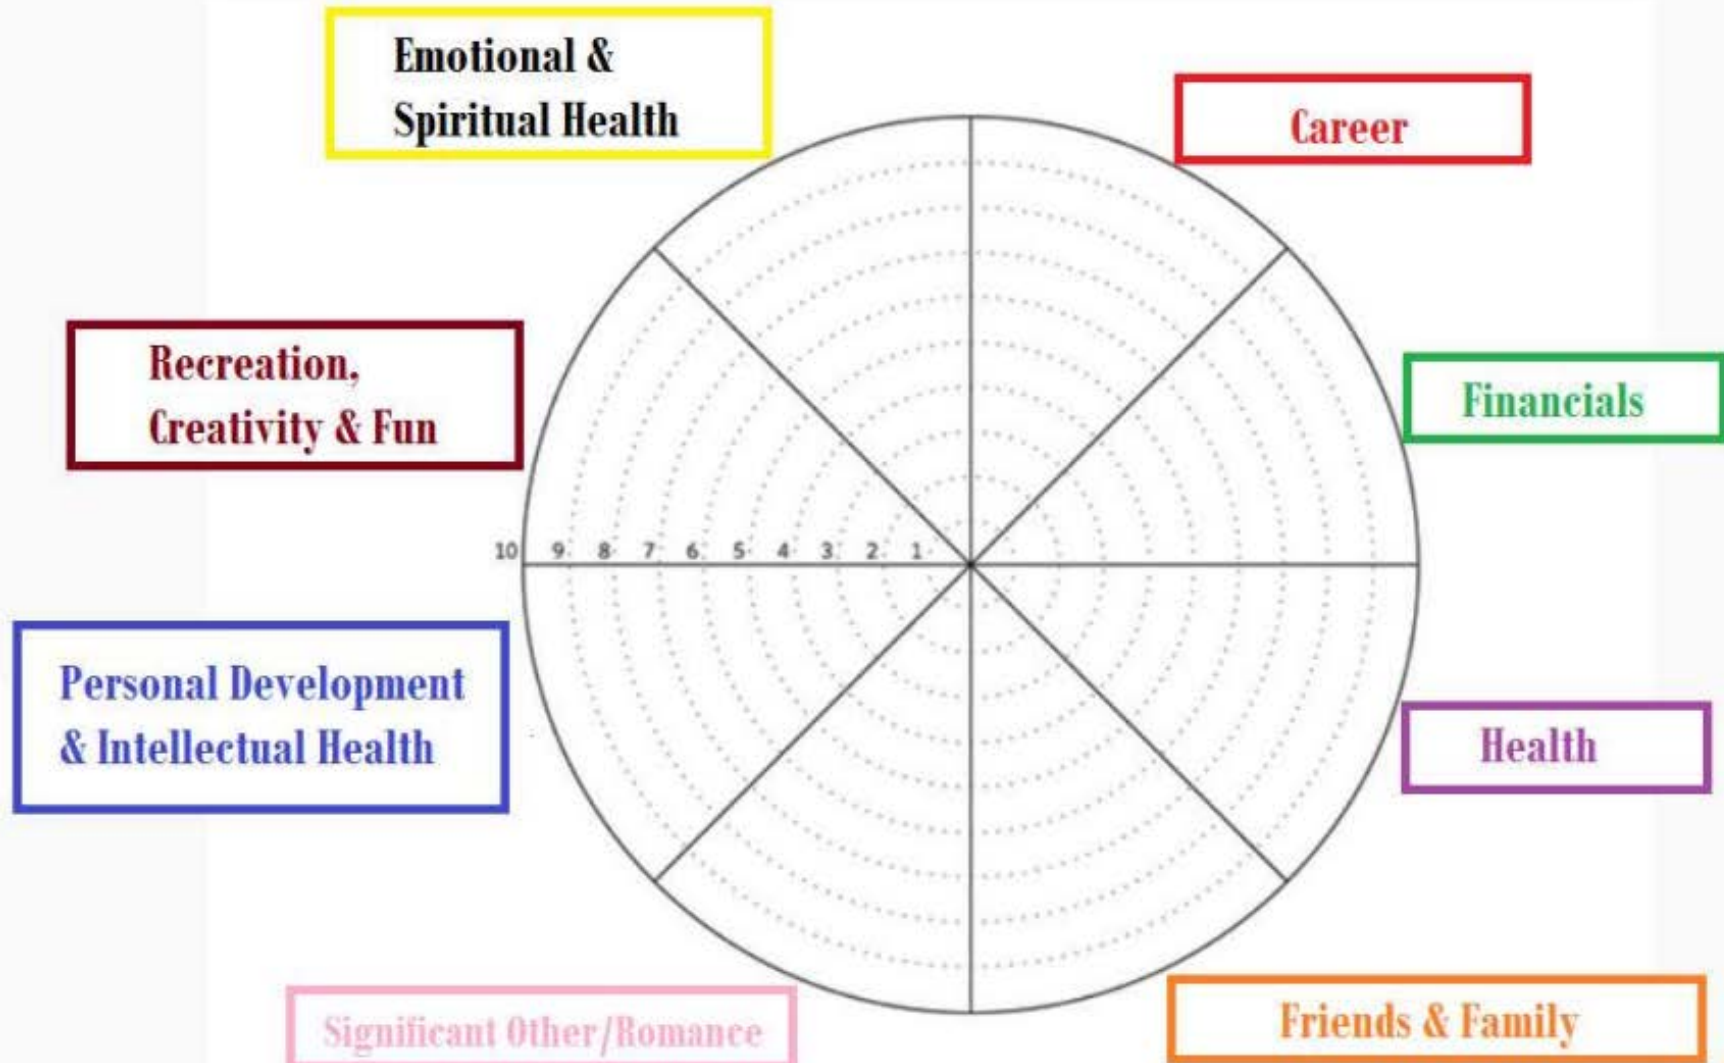 Emotional &
Spiritual Health
Career
Recreation,
Creativity & Fun
Financials
10 9 8 7 6 5 4 3 2 1
Personal Development
& Intellectual Health
Health
Significant Other/Romance
Friends & Family